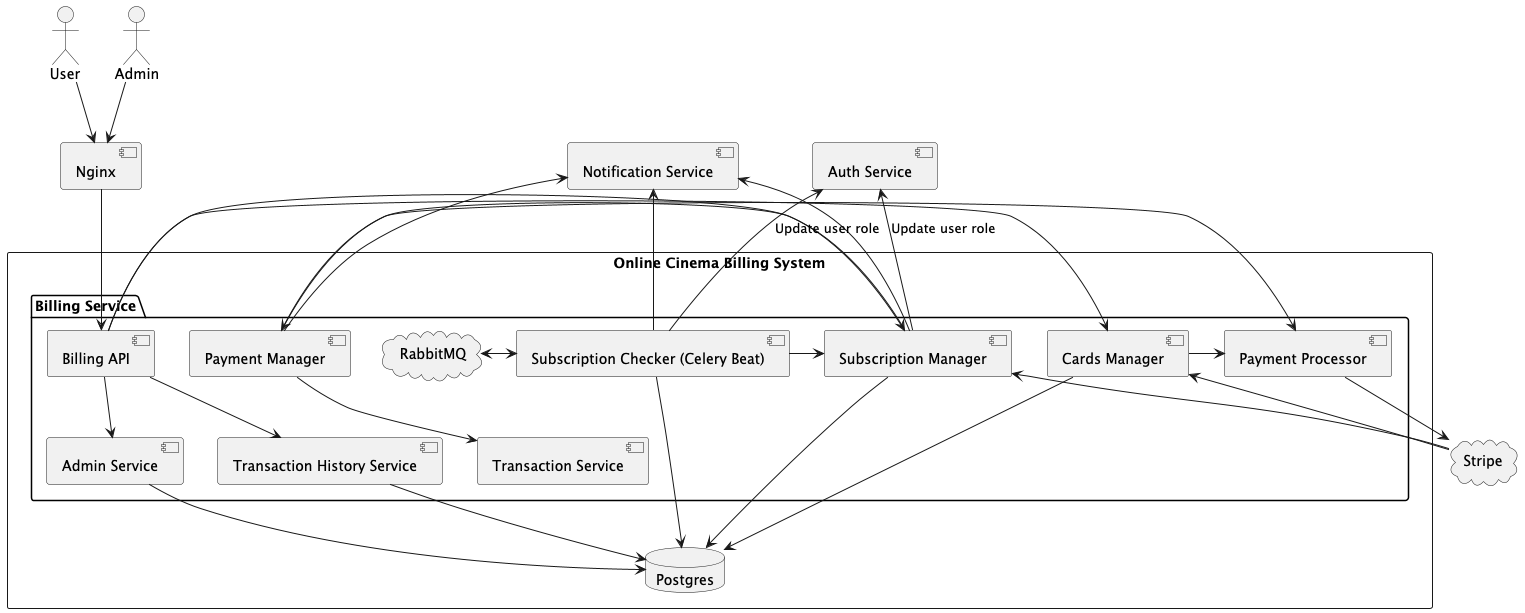 User
Admin
Nginx
Notification Service
Auth Service
Update user role
Update user role
Online Cinema Billing System
Billing Service
Billing API
Payment Manager
RabbitMQ
Subscription Checker (Celery Beat)
Subscription Manager
Cards Manager
Payment Processor
Admin Service
Transaction History Service
Transaction Service
Stripe
Postgres